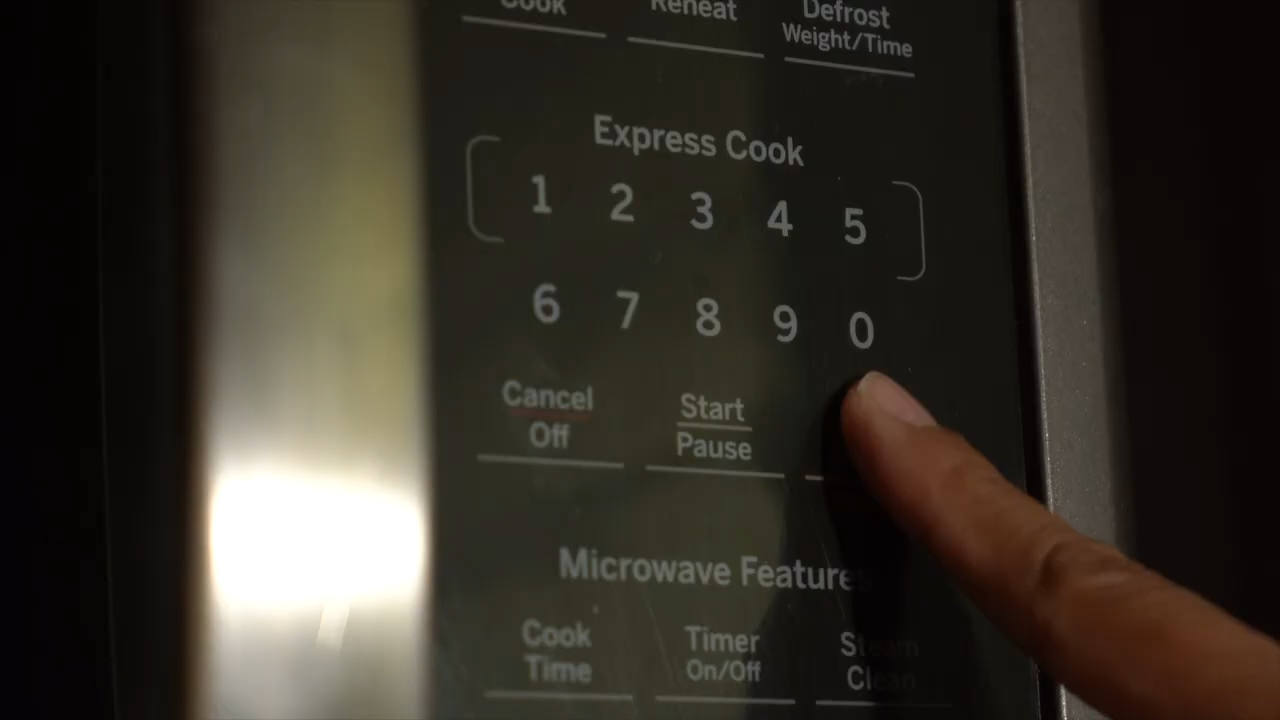 Cook Reheat Defrost
Weight/Time
Express Cook
1 2 3 4 5
6 7 8 9 0
Cancel Start
Off Pause
Microwave Features
Cook Timer Steam
Time On/Off Clean